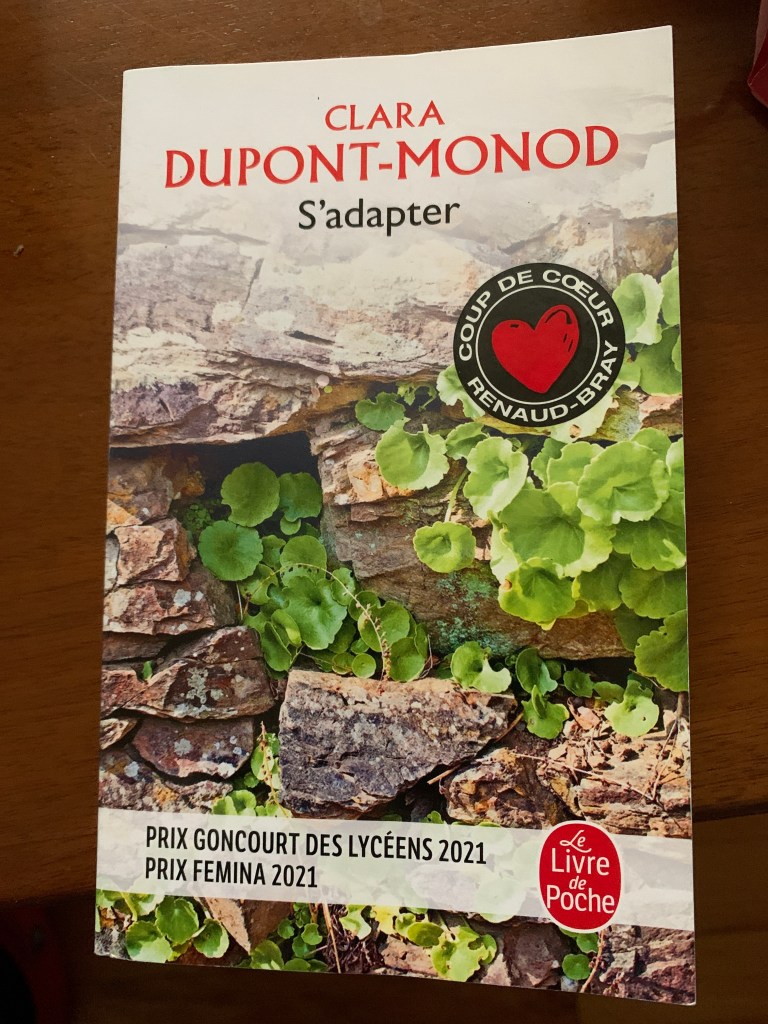 CLARA
DUPONT-MONOD
S'adapter
COUP DE CŒUR
RENAUD-BRAY
PRIX GONCOURT DES LYCÉENS 2021
PRIX FEMINA 2021
Le
Livre
de
Poche